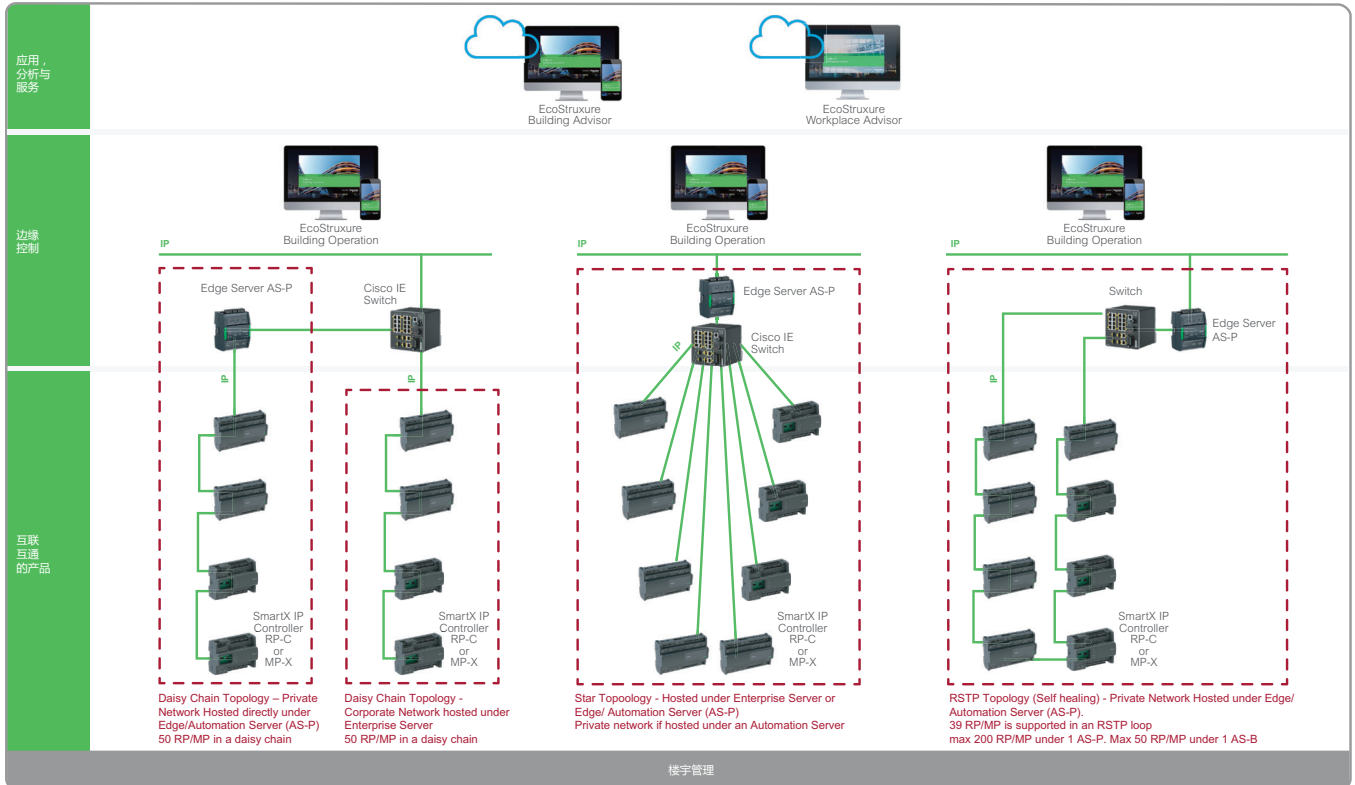 应用，
分析与
服务
EcoStruxure
Building Advisor
EcoStruxure
Workplace Advisor
边缘
控制
EcoStruxure
Building Operation
IP
Edge Server AS-P
Cisco IE
Switch
IP
IP
EcoStruxure
Building Operation
IP
Edge Server AS-P
Cisco IE
Switch
IP
EcoStruxure
Building Operation
IP
Switch
Edge Server
AS-P
IP
互联
互通
的产品
SmartX IP
Controller
RP-C
or
MP-X
SmartX IP
Controller
RP-C
or
MP-X
SmartX IP
Controller
RP-C
or
MP-X
SmartX IP
Controller
RP-C
or
MP-X
Daisy Chain Topology – Private
Network Hosted directly under
Edge/Automation Server (AS-P)
50 RP/MP in a daisy chain
Daisy Chain Topology -
Corporate Network hosted under
Enterprise Server
50 RP/MP in a daisy chain
Star Topoology - Hosted under Enterprise Server or
Edge/ Automation Server (AS-P)
Private network if hosted under an Automation Server
RSTP Topology (Self healing) - Private Network Hosted under Edge/
Automation Server (AS-P).
39 RP/MP is supported in an RSTP loop
max 200 RP/MP under 1 AS-P. Max 50 RP/MP under 1 AS-B
楼宇管理